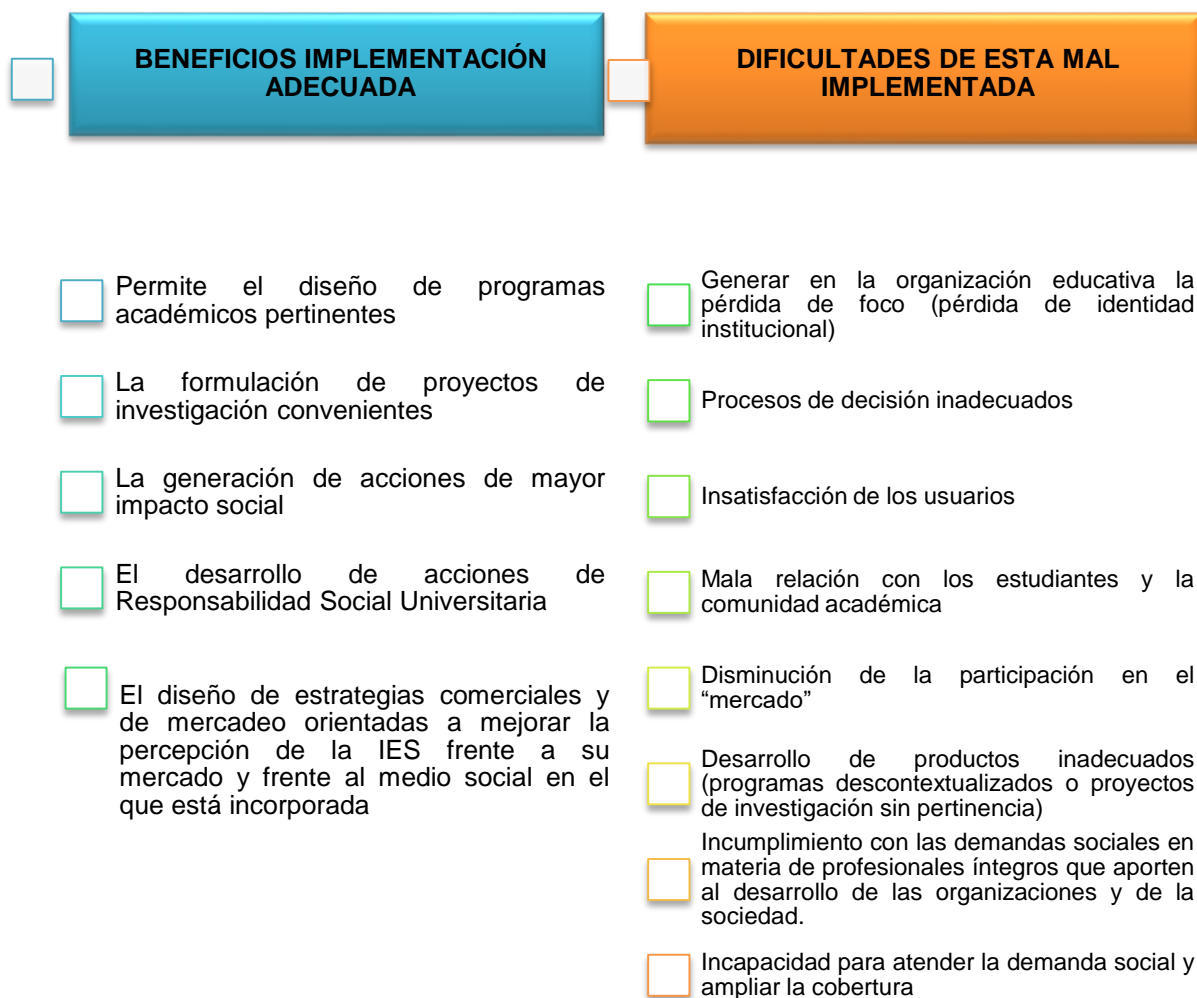 BENEFICIOS IMPLEMENTACIÓN
ADECUADA
Permite el diseño de programas
académicos pertinentes
La formulación de proyectos de
investigación convenientes
La generación de acciones de mayor
impacto social
El desarrollo de acciones de
Responsabilidad Social Universitaria
El diseño de estrategias comerciales y
de mercadeo orientadas a mejorar la
percepción de la IES frente a su
mercado y frente al medio social en el
que está incorporada
DIFICULTADES DE ESTA MAL
IMPLEMENTADA
Generar en la organización educativa la
pérdida de foco (pérdida de identidad
institucional)
Procesos de decisión inadecuados
Insatisfacción de los usuarios
Mala relación con los estudiantes y la
comunidad académica
Disminución de la participación en el
“mercado”
Desarrollo de productos inadecuados
(programas descontextualizados o proyectos
de investigación sin pertinencia)
Incumplimiento con las demandas sociales en
materia de profesionales íntegros que aporten
al desarrollo de las organizaciones y de la
sociedad.
Incapacidad para atender la demanda social y
ampliar la cobertura